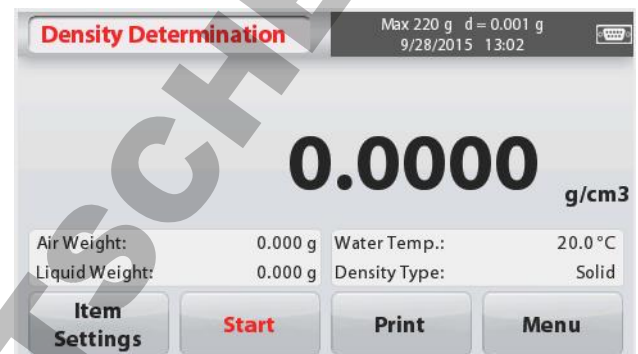 Density Determination
Max 220 g d = 0.001 g
9/28/2015 13:02
0.0000
g/cm3
Air Weight: 0.000 g
Liquid Weight: 0.000 g
Water Temp.: 20.0 °C
Density Type: Solid
Item
Settings
Start
Print
Menu